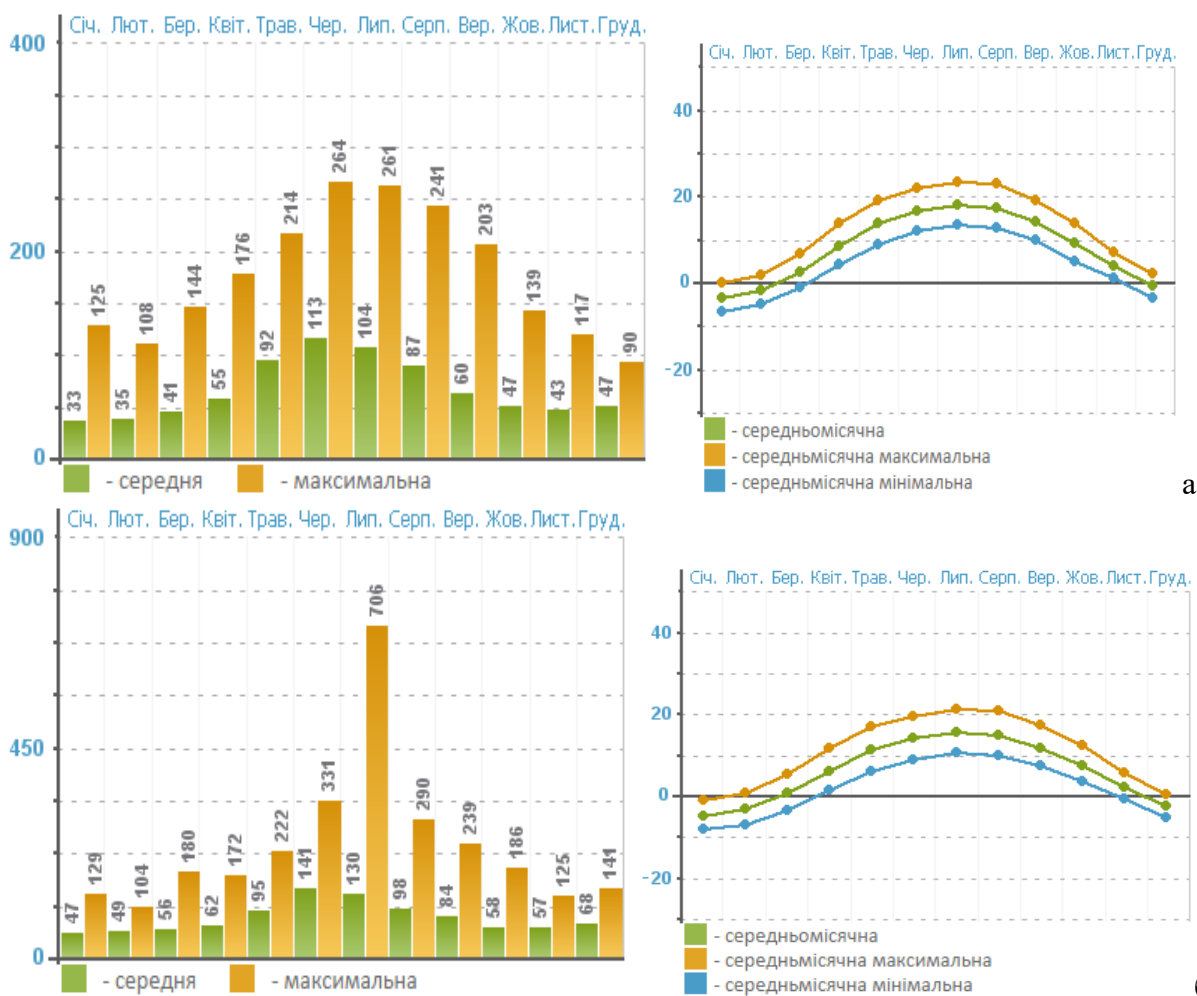 Січ. Лют. Бер. Квіт. Трав. Чер. Лип. Серп. Вер. Жов. Лист. Груд.
400
200
0
33 125 35 108 41 144 55 176 92 214 113 264 104 261 87 241 60 203 47 139 43 117 47 90
- середня - максимальна
Січ. Лют. Бер. Квіт. Трав. Чер. Лип. Серп. Вер. Жов. Лист. Груд.
40
20
0
-20
- середньомісячна
- середньмісячна максимальна
- середньмісячна мінімальна
а
Січ. Лют. Бер. Квіт. Трав. Чер. Лип. Серп. Вер. Жов. Лист. Груд.
900
450
0
47 129 49 104 56 180 62 172 95 222 141 331 130 706 98 290 84 239 58 186 57 125 68 141
- середня - максимальна
Січ. Лют. Бер. Квіт. Трав. Чер. Лип. Серп. Вер. Жов. Лист. Груд.
40
20
0
-20
- середньомісячна
- середньмісячна максимальна
- середньмісячна мінімальна